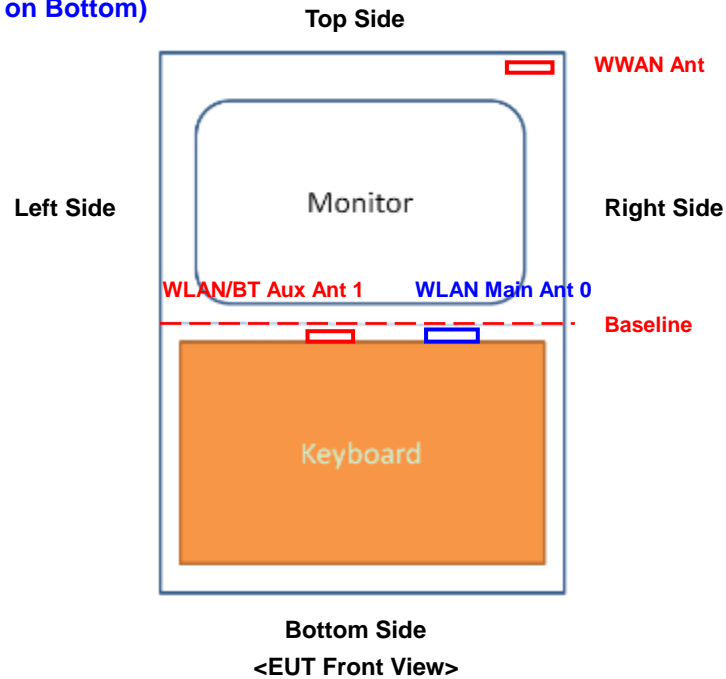 on Bottom)
Top Side
WWAN Ant
Monitor
Left Side
Right Side
WLAN/BT Aux Ant 1
WLAN Main Ant 0
Baseline
Keyboard
Bottom Side
<EUT Front View>